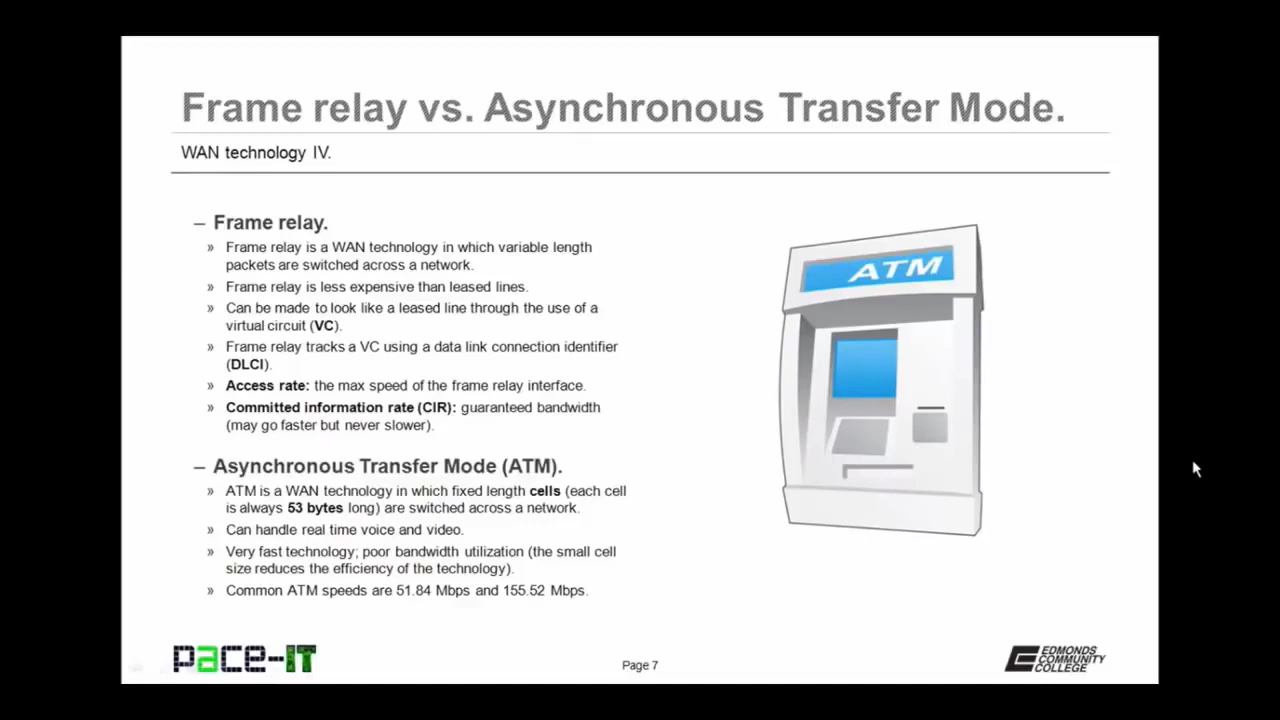 Frame relay vs. Asynchronous Transfer Mode.
WAN technology IV.
– Frame relay.
» Frame relay is a WAN technology in which variable length
packets are switched across a network.
» Frame relay is less expensive than leased lines.
» Can be made to look like a leased line through the use of a
virtual circuit (VC).
» Frame relay tracks a VC using a data link connection identifier
(DLCI).
» Access rate: the max speed of the frame relay interface.
» Committed information rate (CIR): guaranteed bandwidth
(may go faster but never slower).
– Asynchronous Transfer Mode (ATM).
» ATM is a WAN technology in which fixed length cells (each cell
is always 53 bytes long) are switched across a network.
» Can handle real time voice and video.
» Very fast technology; poor bandwidth utilization (the small cell
size reduces the efficiency of the technology).
» Common ATM speeds are 51.84 Mbps and 155.52 Mbps.
ATM
pace-IT
Page 7
EDMONDS
COMMUNITY
COLLEGE